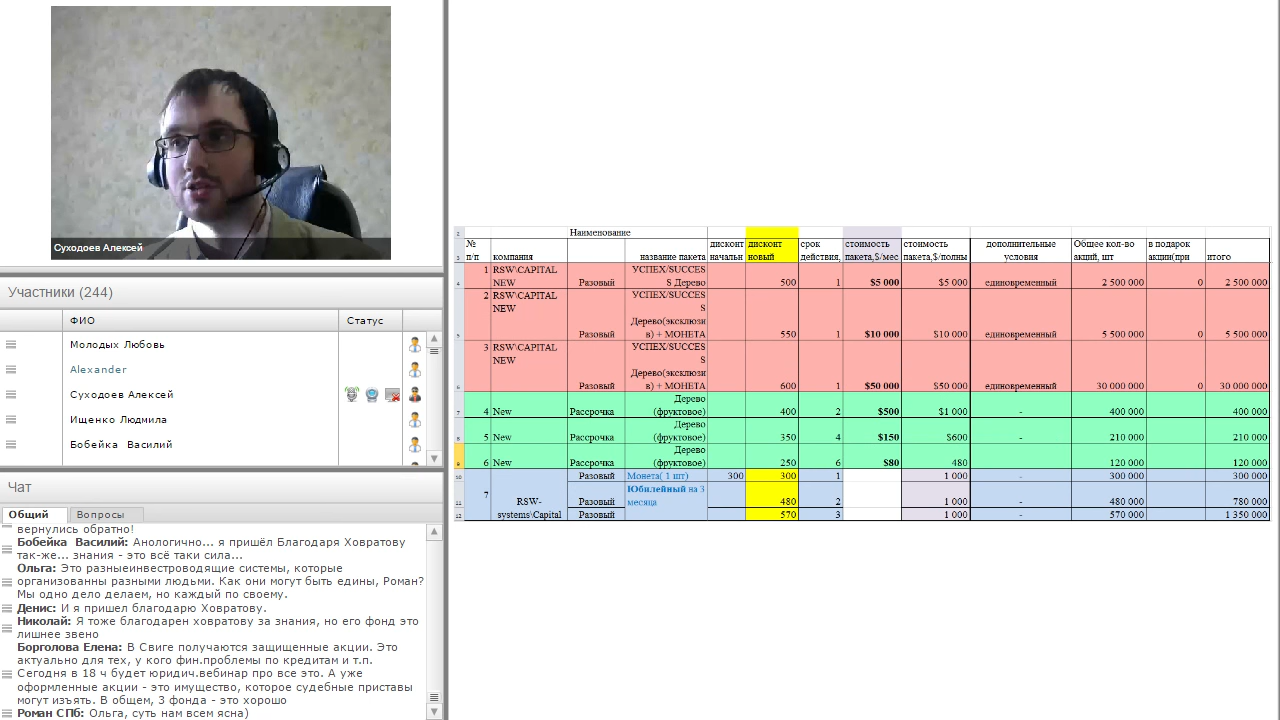 Суходоев Алексей
Участники (244)
ФИО Статус
Молодых Любовь
Alexander
Суходоев Алексей
Ищенко Людмила
Бобейка Василий
Чат
Общий Вопросы
вернулись обратно!
Бобейка Василий: Анологично... я пришёл Благодаря Ховратову
так-же... знания - это всё таки сила...
Ольга: Это разныеинвестроводящие системы, которые
организованны разными людьми. Как они могут быть едины, Роман?
Мы одно дело делаем, но каждый по своему.
Денис: И я пришел благодарю Ховратову.
Николай: Я тоже благодарен ховратову за знания, но его фонд это
лишнее звено
Борголова Елена: В Свиге получаются защищенные акции. Это
актуально для тех, у кого фин.проблемы по кредитам и т.п.
Сегодня в 18 ч будет юридич.вебинар про все это. А уже
оформленные акции - это имущество, которое судебные приставы
могут изъять. В общем, 3 фонда - это хорошо
Роман СПб: Ольга, суть нам всем ясна)
Наименование
№ дисконт дисконт срок стоимость стоимость дополнительные Общее кол-во в подарок
п/п компания название пакета начальн новый действия, пакета,$/мес пакета,$/полны условия акций, шт акции(при итого
1 RSW\CAPITAL УСПЕХ/SUCCES
NEW Разовый S Дерево 500 1 $5 000 $5 000 единовременный 2 500 000 0 2 500 000
2 RSW\CAPITAL УСПЕХ/SUCCES
NEW S
Дерево(эксклюзи
Разовый в) + МОНЕТА 550 1 $10 000 $10 000 единовременный 5 500 000 0 5 500 000
3 RSW\CAPITAL УСПЕХ/SUCCES
NEW S
Дерево(эксклюзи
Разовый в) + МОНЕТА 600 1 $50 000 $50 000 единовременный 30 000 000 0 30 000 000
Дерево
4 New Рассрочка (фруктовое) 400 2 $500 $1 000 - 400 000 400 000
Дерево
5 New Рассрочка (фруктовое) 350 4 $150 $600 - 210 000 210 000
Дерево
6 New Рассрочка (фруктовое) 250 6 $80 480 - 120 000 120 000
Разовый Монета( 1 шт) 300 300 1 1 000 - 300 000 300 000
7 Юбилейный на 3
RSW- Разовый месяца 480 2 1 000 - 480 000 780 000
systems\Capital Разовый 570 3 1 000 - 570 000 1 350 000